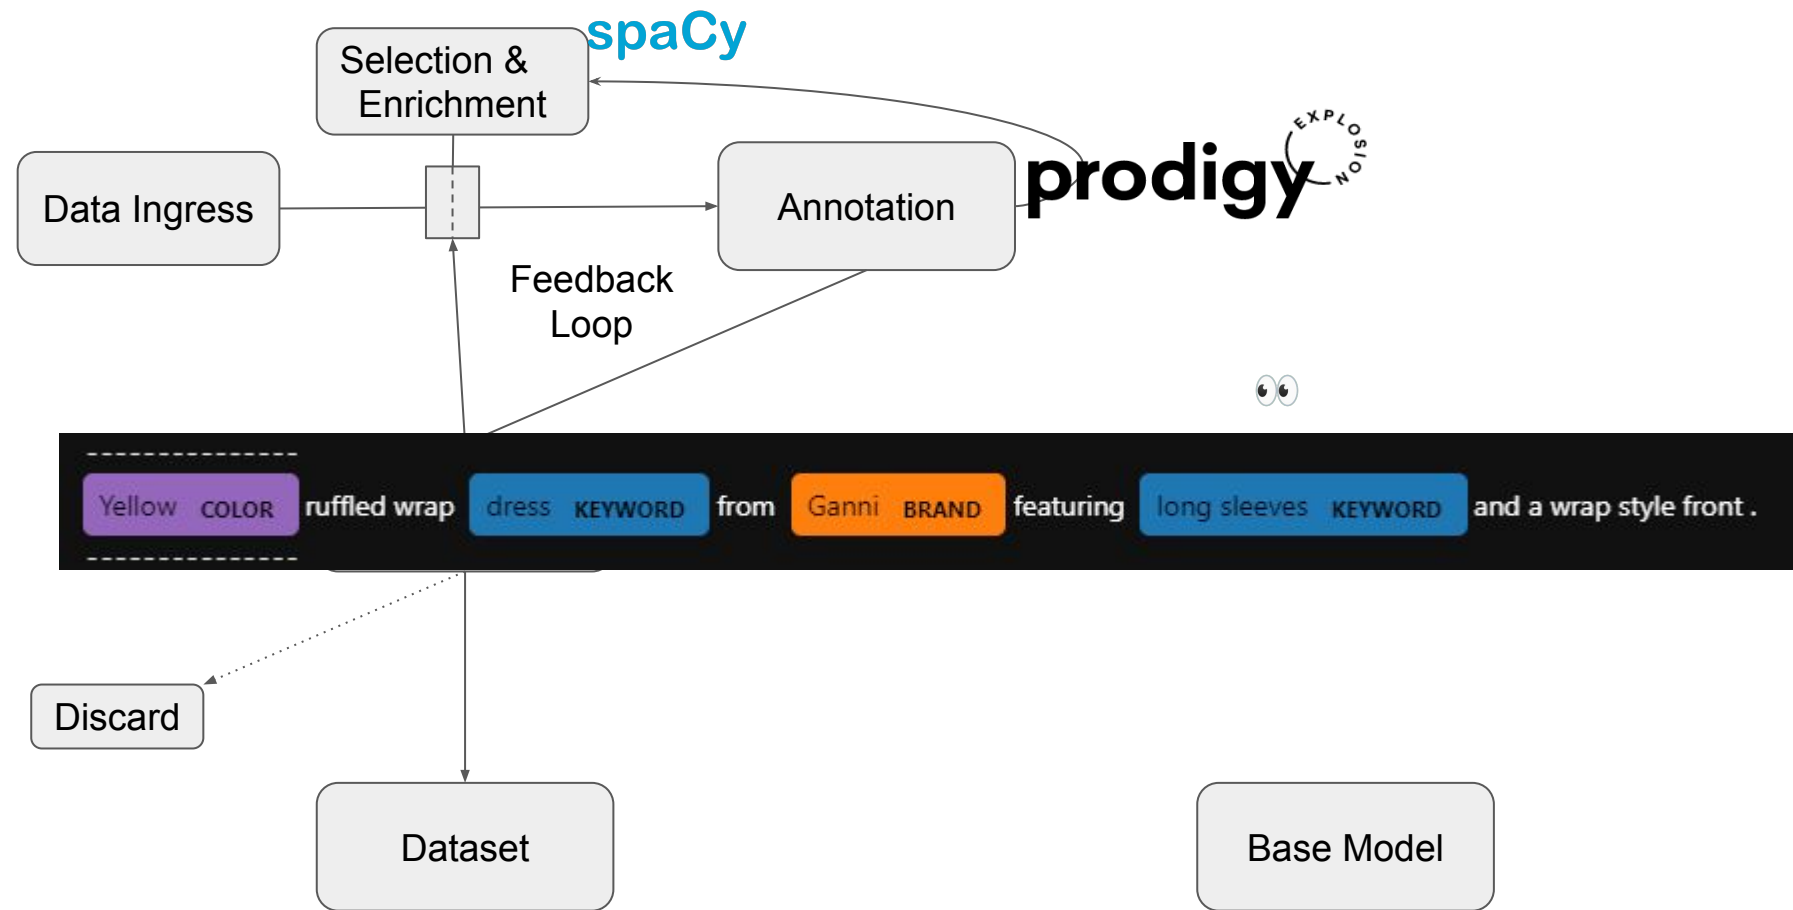 spaCy
Selection &
Enrichment
EXPLOSION
prodigy
Data Ingress
Annotation
Feedback
Loop
Yellow COLOR ruffled wrap dress KEYWORD from Ganni BRAND featuring long sleeves KEYWORD and a wrap style front .
Discard
Dataset
Base Model